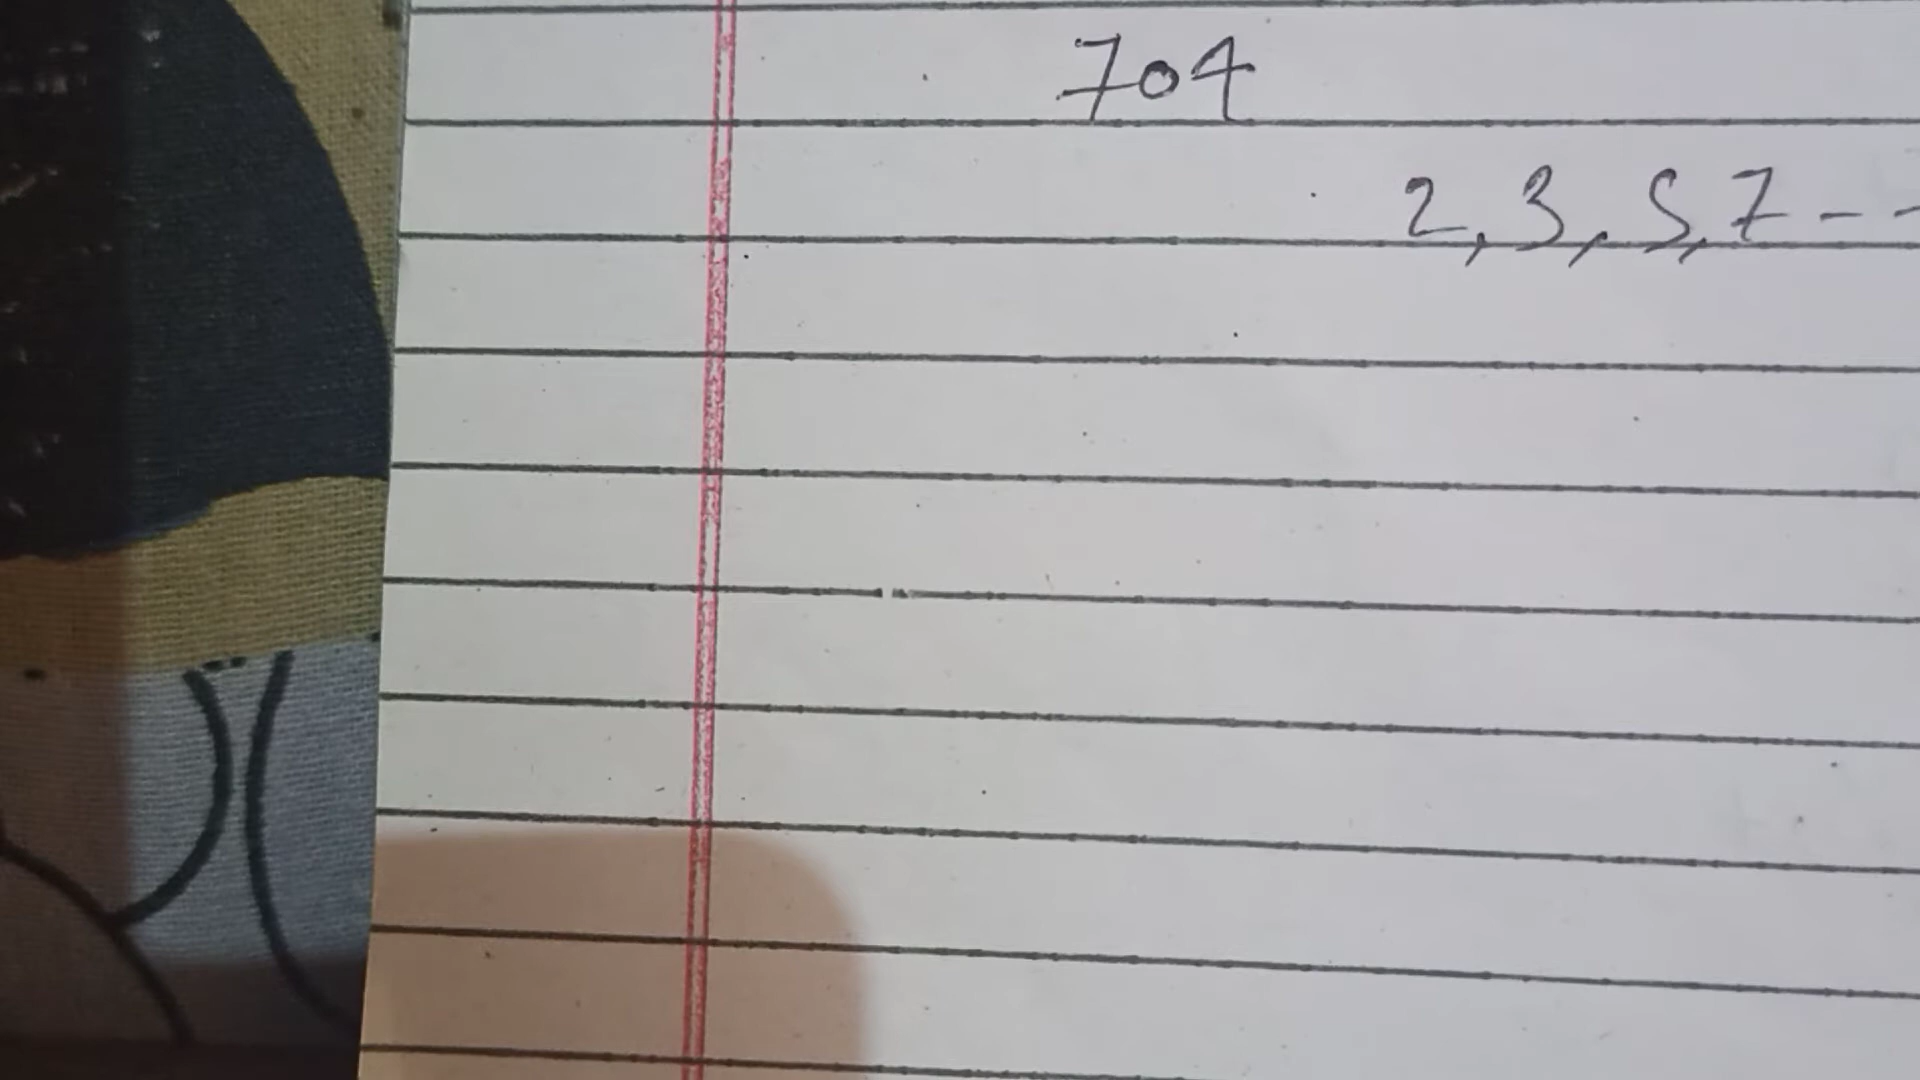 704
2, 3, 5, 7 - -